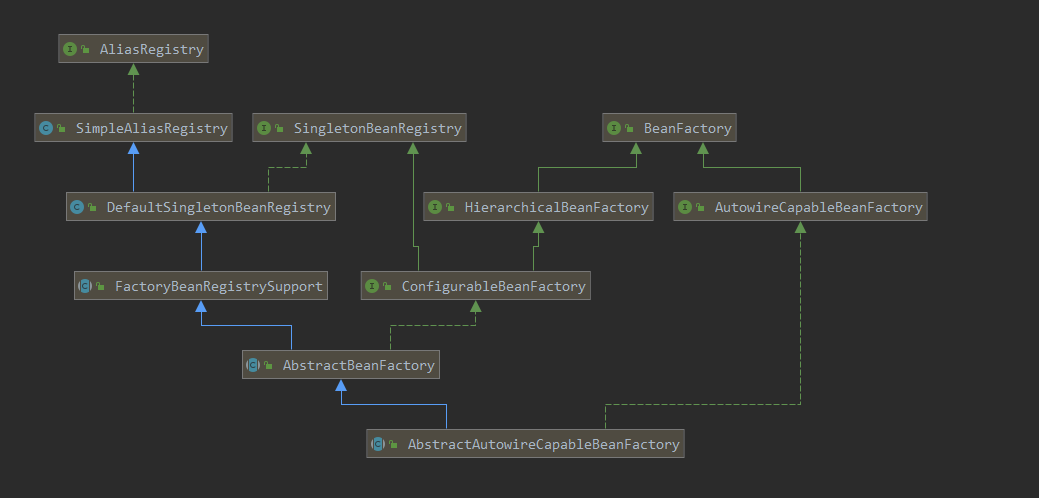 AliasRegistry
SimpleAliasRegistry
SingletonBeanRegistry
BeanFactory
DefaultSingletonBeanRegistry
HierarchicalBeanFactory
AutowireCapableBeanFactory
FactoryBeanRegistrySupport
ConfigurableBeanFactory
AbstractBeanFactory
AbstractAutowireCapableBeanFactory